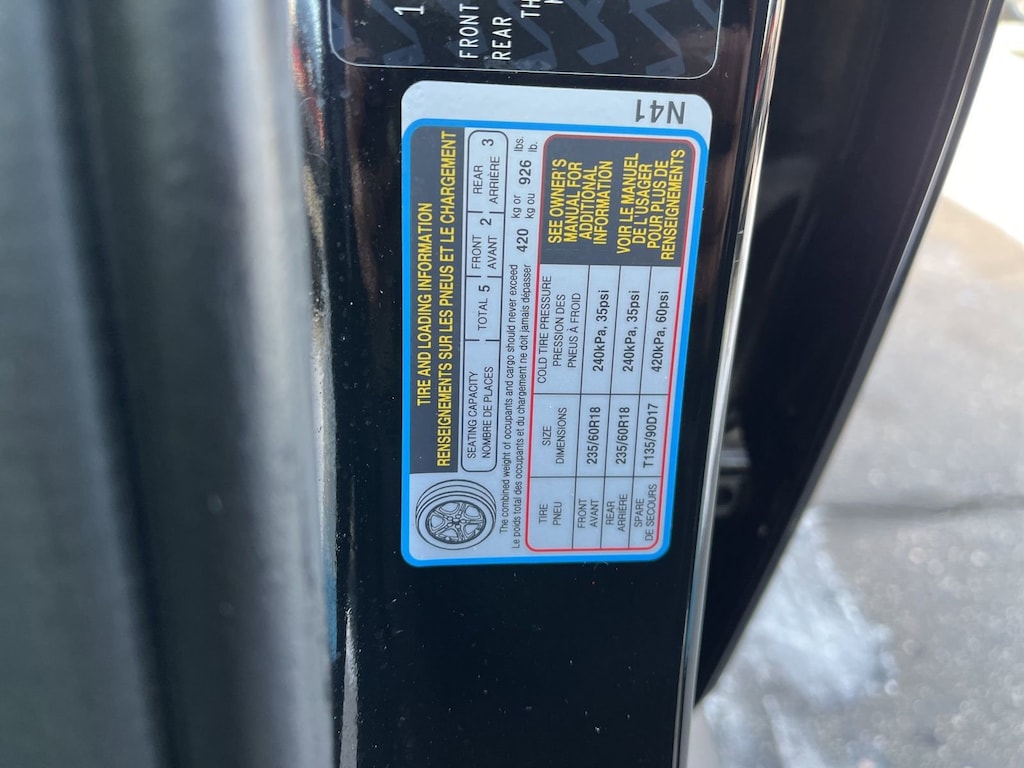 1
FRONT
REAR
TH
N41
TIRE AND LOADING INFORMATION
RENSEIGNEMENTS SUR LES PNEUS ET LE CHARGEMENT
SEATING CAPACITY
NOMBRE DE PLACES
TOTAL 5
FRONT
AVANT
2
REAR
ARRIÈRE
3
The combined weight of occupants and cargo should never exceed 420 kg or 926 lbs.
Le poids total des occupants et du chargement ne doit jamais dépasser kg ou lb.
TIRE
PNEU
SIZE
DIMENSIONS
COLD TIRE PRESSURE
PRESSION DES
PNEUS À FROID
SEE OWNER'S
MANUAL FOR
ADDITIONAL
INFORMATION
VOIR LE MANUEL
DE L'USAGER
POUR PLUS DE
RENSEIGNEMENTS
FRONT
AVANT
235/60R18
240kPa, 35psi
REAR
ARRIÈRE
235/60R18
240kPa, 35psi
SPARE
DE SECOURS
T135/90D17
420kPa, 60psi